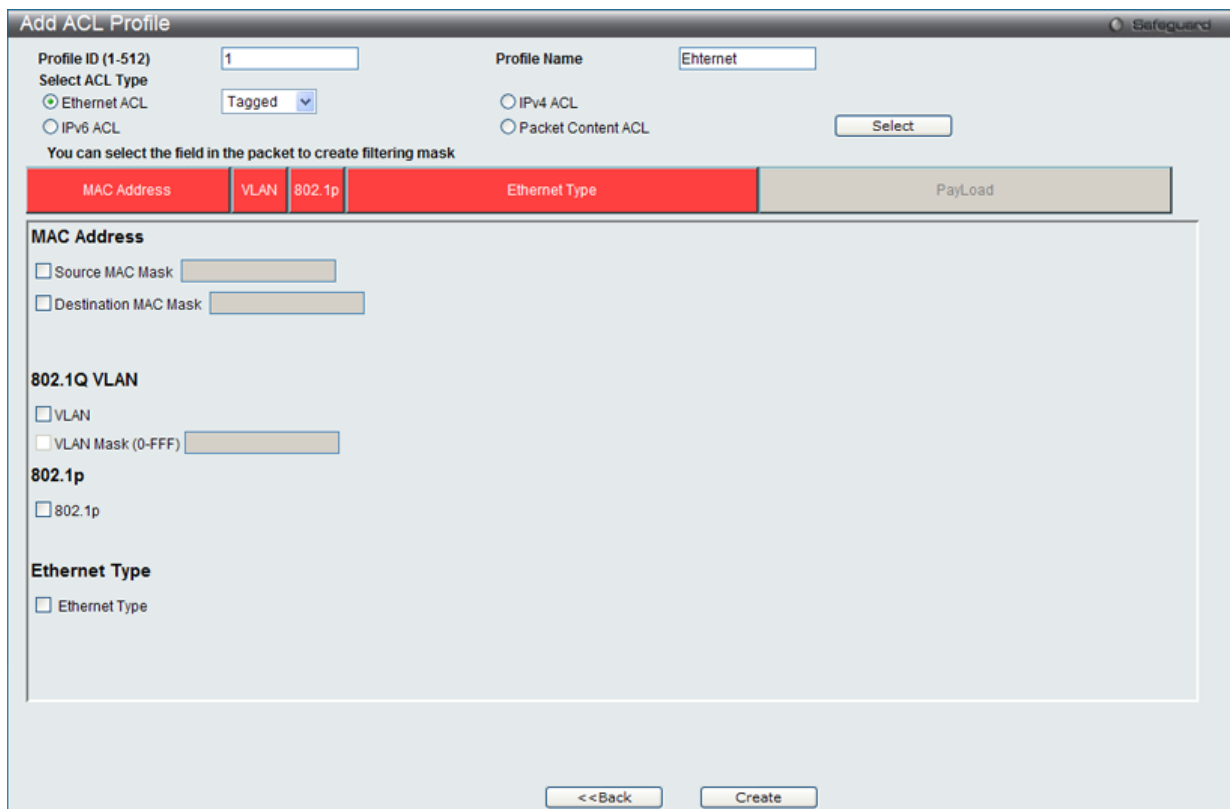 Add ACL Profile
Safeguard
Profile ID (1-512) 1 Profile Name Ehternet
Select ACL Type
Ethernet ACL Tagged IPv4 ACL
IPv6 ACL Packet Content ACL Select
You can select the field in the packet to create filtering mask
MAC Address VLAN 802.1p Ethernet Type PayLoad
MAC Address
Source MAC Mask
Destination MAC Mask
802.1Q VLAN
VLAN
VLAN Mask (0-FFF)
802.1p
802.1p
Ethernet Type
Ethernet Type
<<Back Create